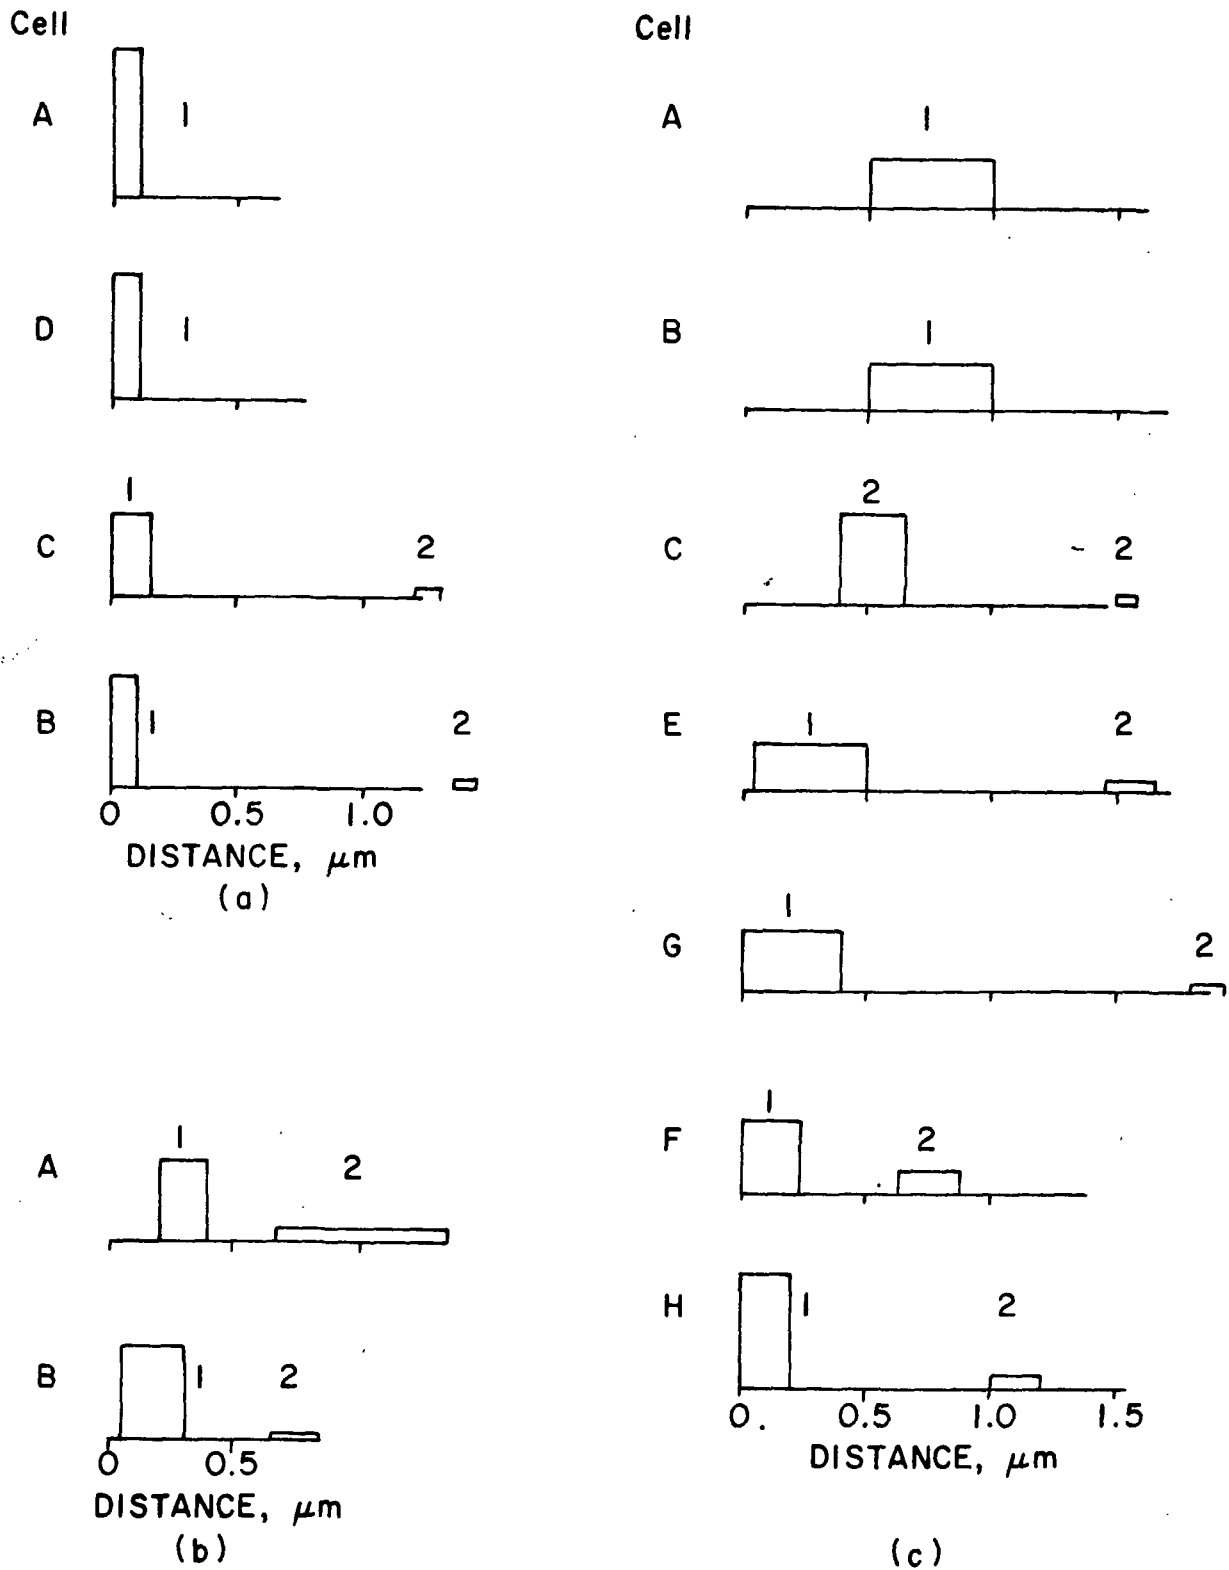 Cell
A 1
D 1
1
C 2
B 1 2
0 0.5 1.0
DISTANCE, μm
(a)
1
A 2
B 1 2
0 0.5
DISTANCE, μm
(b)
Cell
1
A
1
B
2
C 2
E 1 2
1
G 2
1
F 2
H 1 2
0. 0.5 1.0 1.5
DISTANCE, μm
(c)